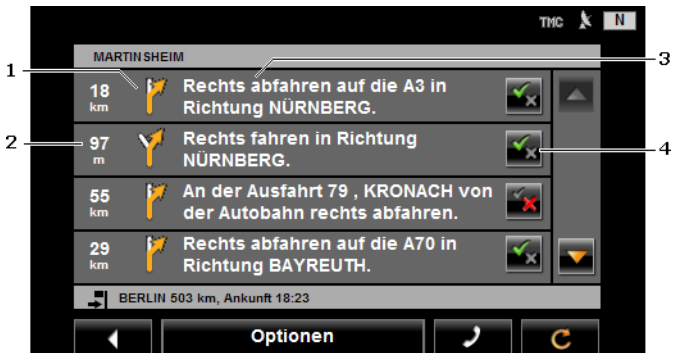 TMC N
MARTINSHEIM
1
3
18 km
Rechts abfahren auf die A3 in
Richtung NÜRNBERG.
2
97 m
Rechts fahren in Richtung
NÜRNBERG.
4
55 km
An der Ausfahrt 79 , KRONACH von
der Autobahn rechts abfahren.
29 km
Rechts abfahren auf die A70 in
Richtung BAYREUTH.
BERLIN 503 km, Ankunft 18:23
Optionen